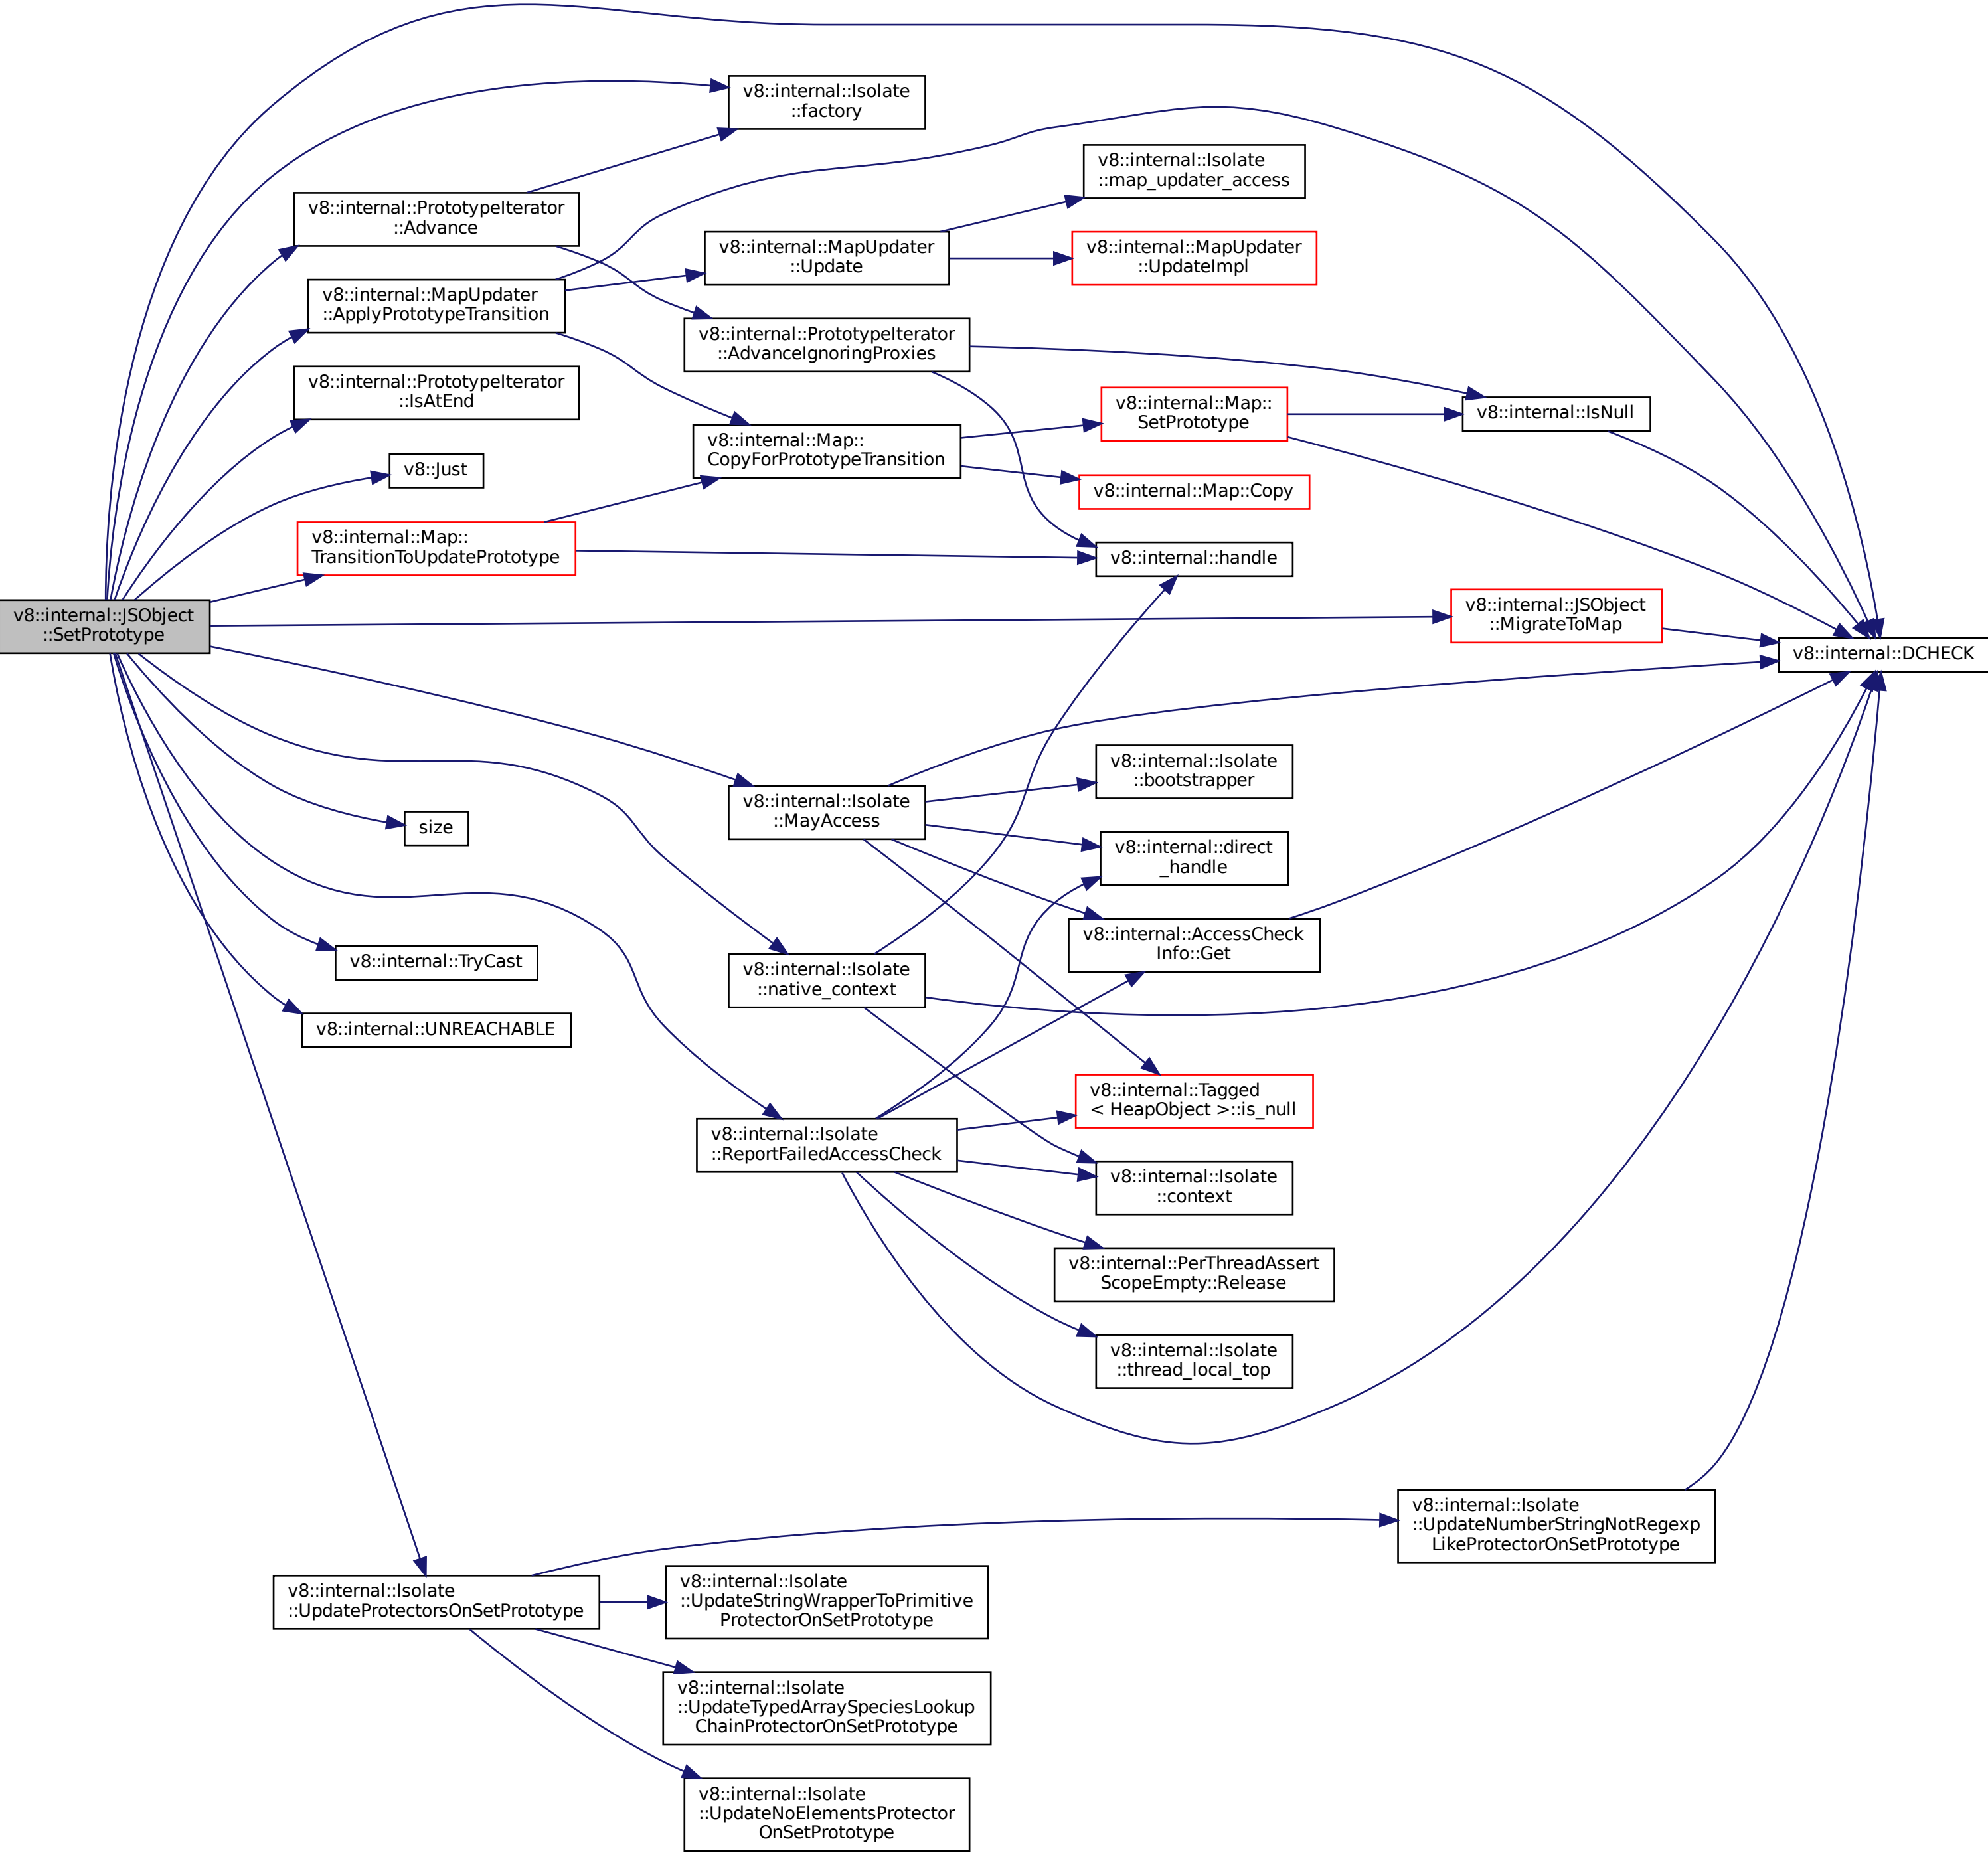 v8::internal::JSObject
::SetPrototype
v8::internal::Isolate
::factory
v8::internal::PrototypeIterator
::Advance
v8::internal::MapUpdater
::ApplyPrototypeTransition
v8::internal::PrototypeIterator
::IsAtEnd
v8::Just
v8::internal::Map::
TransitionToUpdatePrototype
size
v8::internal::TryCast
v8::internal::UNREACHABLE
v8::internal::Isolate
::UpdateProtectorsOnSetPrototype
v8::internal::MapUpdater
::Update
v8::internal::PrototypeIterator
::AdvanceIgnoringProxies
v8::internal::Map::
CopyForPrototypeTransition
v8::internal::Isolate
::MayAccess
v8::internal::Isolate
::native_context
v8::internal::Isolate
::ReportFailedAccessCheck
v8::internal::Isolate
::UpdateStringWrapperToPrimitive
ProtectorOnSetPrototype
v8::internal::Isolate
::UpdateTypedArraySpeciesLookup
ChainProtectorOnSetPrototype
v8::internal::Isolate
::UpdateNoElementsProtector
OnSetPrototype
v8::internal::Isolate
::map_updater_access
v8::internal::MapUpdater
::UpdateImpl
v8::internal::Map::
SetPrototype
v8::internal::Map::Copy
v8::internal::handle
v8::internal::Isolate
::bootstrapper
v8::internal::direct
_handle
v8::internal::AccessCheck
Info::Get
v8::internal::Tagged
< HeapObject >::is_null
v8::internal::Isolate
::context
v8::internal::PerThreadAssert
ScopeEmpty::Release
v8::internal::Isolate
::thread_local_top
v8::internal::IsNull
v8::internal::JSObject
::MigrateToMap
v8::internal::Isolate
::UpdateNumberStringNotRegexp
LikeProtectorOnSetPrototype
v8::internal::DCHECK